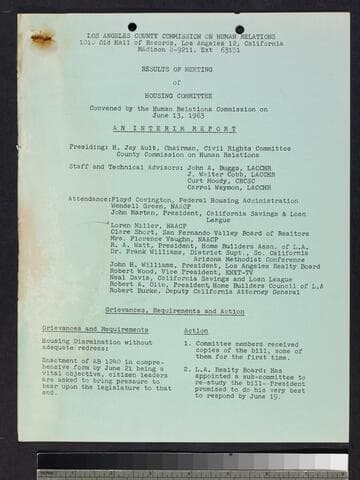 LOS ANGELES COUNTY COMMISSION ON HUMAN RELATIONS
1010 Old Hall of Records, Los Angeles 12, California
MAdison 8-9211, Ext 63151
RESULTS OF MEETING
of
HOUSING COMMITTEE
Convened by the Human Relations Commission on
June 13, 1963
AN INTERIM REPORT
Presiding: H. Jay Ault, Chairman, Civil Rights Committee
County Commission on Human Relations
Staff and Technical Advisors: John A. Buggs, LACCHR
J. Walter Cobb, LACCHR
Curt Moody, CRCSC
Carrol Waymon, LACCHR
Attendance: Floyd Covington, Federal Housing Administration
Wendell Green, NAACP
John Marten, President, California Savings & Loan
League
Loren Miller, NAACP
Clare Short, San Fernando Valley Board of Realtors
Mrs. Florence Vaughn, NAACP
R. A. Watt, President, Home Builders Assn. of L.A.
Dr. Frank Williams, District Supt., So. California
Arizona Methodist Conference
John H. Williams, President, Los Angeles Realty Board
Robert Wood, Vice President, KNXT-TV
Neal Davis, California Savings and Loan League
Robert A. Olin, President, Home Builders Council of L.A
Robert Burke, Deputy California Attorney General
Grievances, Requirements and Action
Grievances and Requirements
Housing Discrimination without
adequate redress;
Enactment of AB 1240 in compre-
hensive form by June 21 being a
vital objective, citizen leaders
are asked to bring pressure to
bear upon the legislature to that
end.
Action
1. Committee members received
copies of the bill, some of
them for the first time.
2. L.A. Realty Board: Has
appointed a sub-committee to
re-study the bill--President
promised to do his very best
to respond by June 19.